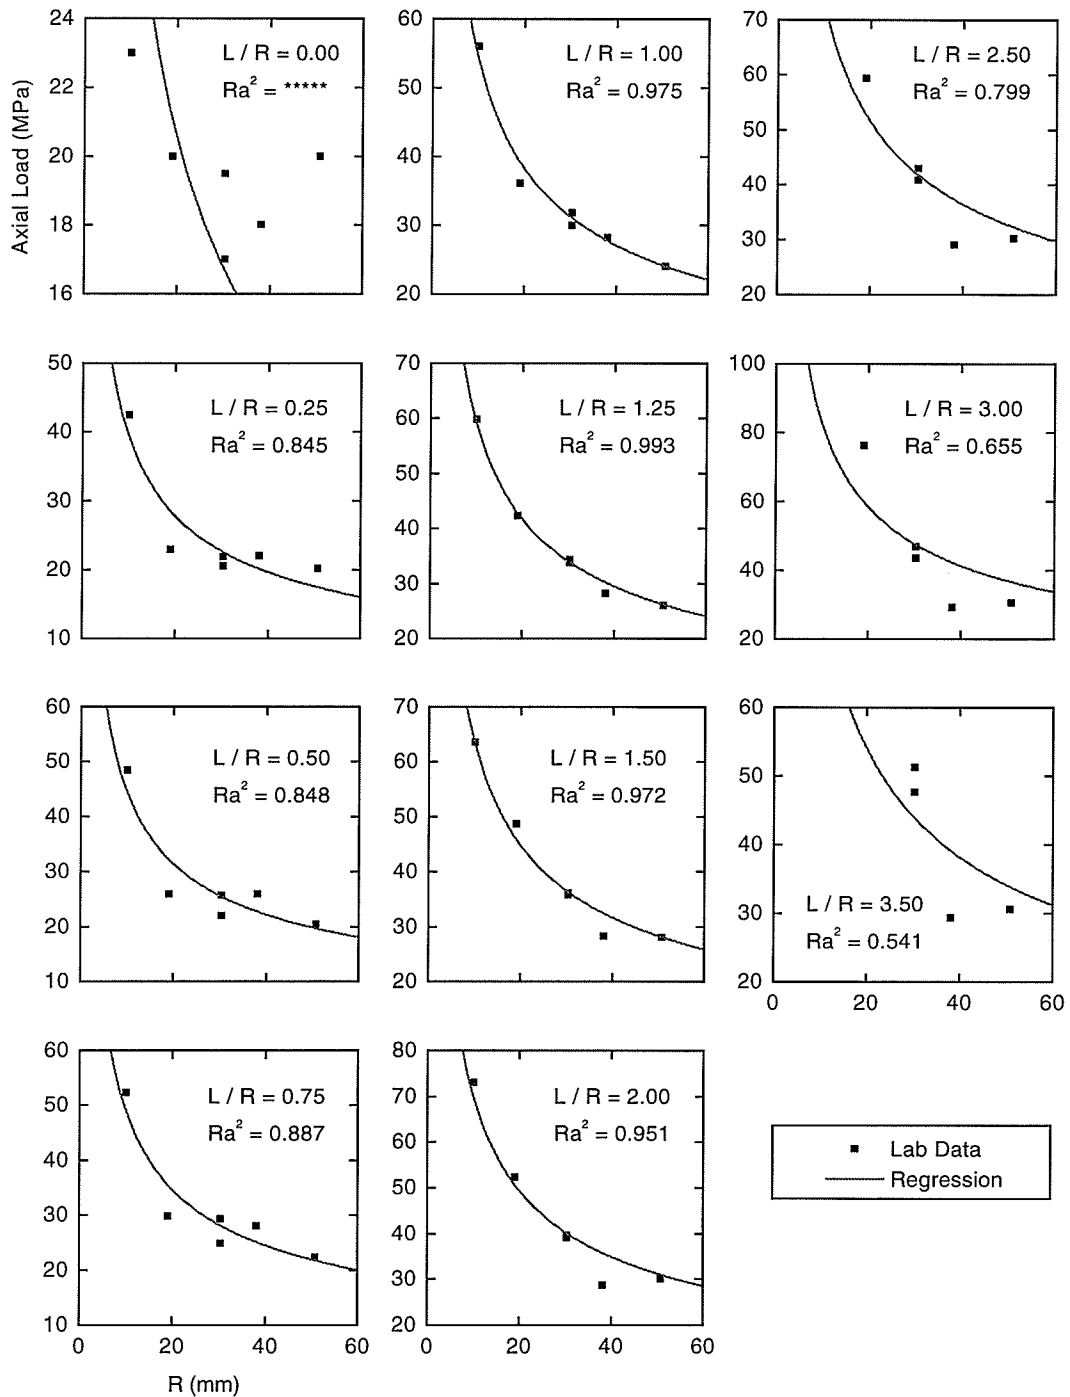 24
22
20
18
16
Axial Load (MPa)
L / R = 0.00
Ra² = *****
60
50
40
30
20
L / R = 1.00
Ra² = 0.975
70
60
50
40
30
20
L / R = 2.50
Ra² = 0.799
50
40
30
20
10
L / R = 0.25
Ra² = 0.845
70
60
50
40
30
20
L / R = 1.25
Ra² = 0.993
100
80
60
40
20
L / R = 3.00
Ra² = 0.655
60
50
40
30
20
10
L / R = 0.50
Ra² = 0.848
70
60
50
40
30
20
L / R = 1.50
Ra² = 0.972
60
50
40
30
20
L / R = 3.50
Ra² = 0.541
0 20 40 60
60
50
40
30
20
10
L / R = 0.75
Ra² = 0.887
0 20 40 60
R (mm)
80
70
60
50
40
30
20
L / R = 2.00
Ra² = 0.951
0 20 40 60
Lab Data
Regression